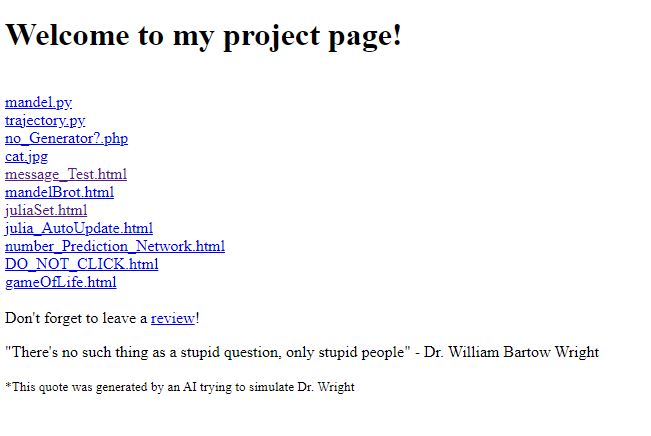 Welcome to my project page!
mandel.py
trajectory.py
no_Generator?.php
cat.jpg
message_Test.html
mandelBrot.html
juliaSet.html
julia_AutoUpdate.html
number_Prediction_Network.html
DO_NOT_CLICK.html
gameOfLife.html
Don't forget to leave a review!
"There's no such thing as a stupid question, only stupid people" - Dr. William Bartow Wright
*This quote was generated by an AI trying to simulate Dr. Wright